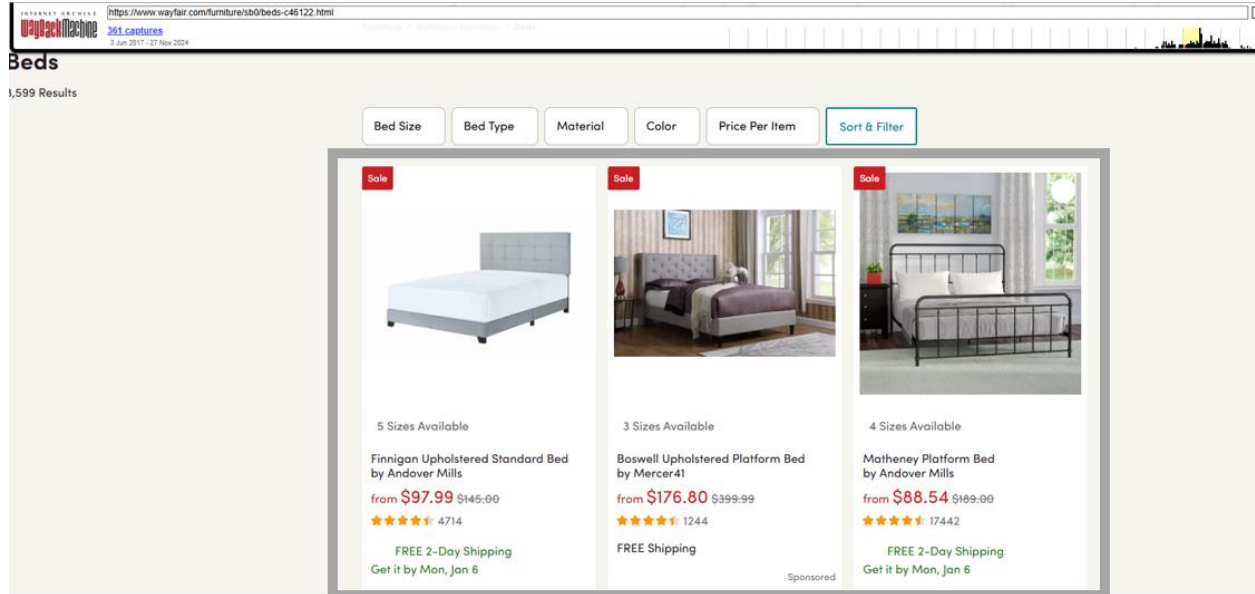 INTERNET ARCHIVE
WayBackMachine
https://www.wayfair.com/furniture/sb0/beds-c46122.html
361 captures
3 Jun 2017 - 27 Nov 2024
Beds
Beds
,599 Results
Bed Size
Bed Type
Material
Color
Price Per Item
Sort & Filter
Sale
Sale
Sale
5 Sizes Available
3 Sizes Available
4 Sizes Available
Finnigan Upholstered Standard Bed
by Andover Mills
Boswell Upholstered Platform Bed
by Mercer41
Matheney Platform Bed
by Andover Mills
from $97.99 $145.00
from $176.80 $399.99
from $88.54 $189.00
4714
1244
17442
FREE 2-Day Shipping
Get it by Mon, Jan 6
FREE Shipping
Sponsored
FREE 2-Day Shipping
Get it by Mon, Jan 6